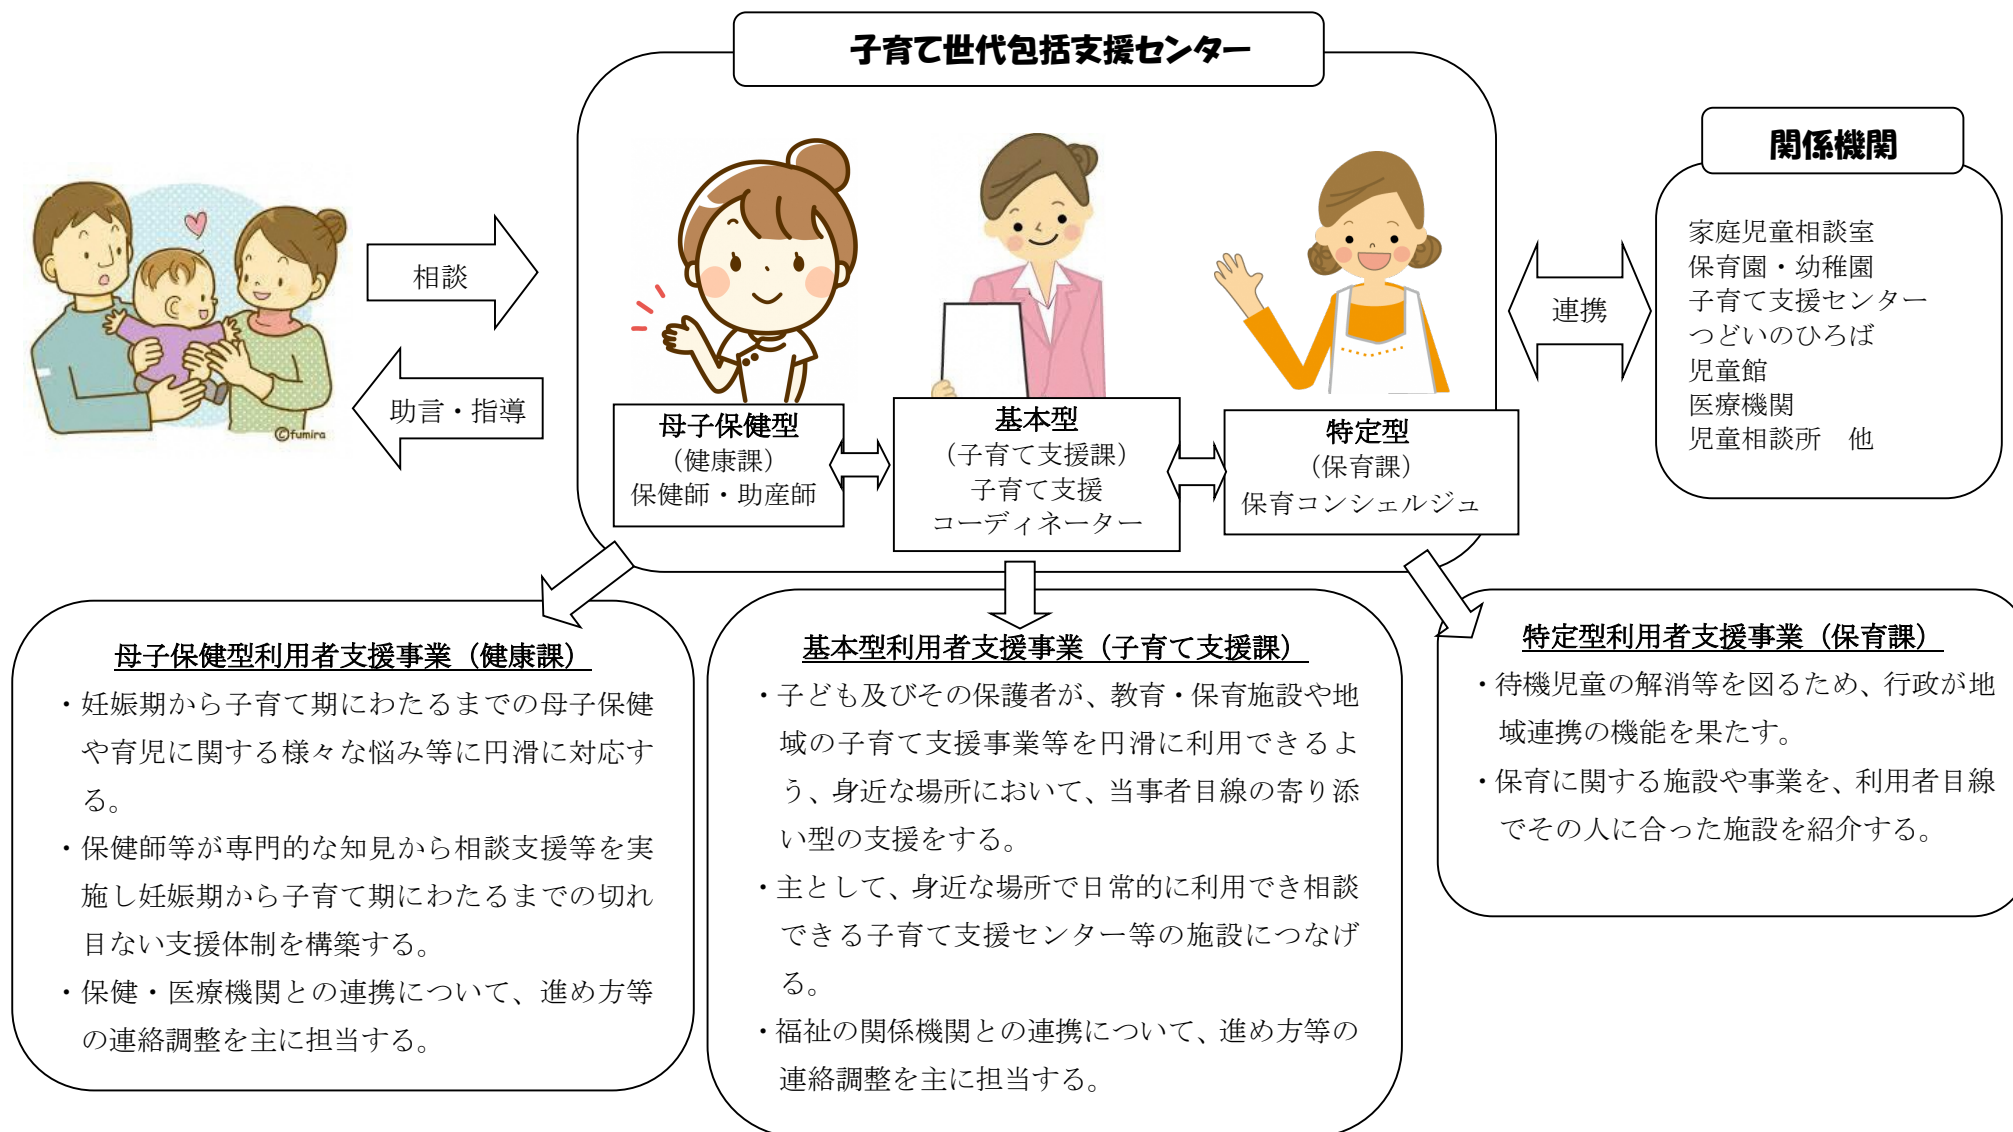 子育て世代包括支援センター
関係機関
家庭児童相談室
保育園・幼稚園
子育て支援センター
つどいのひろば
児童館
医療機関
児童相談所　他
相談
助言・指導
©fumira
連携
母子保健型
（健康課）
保健師・助産師
基本型
（子育て支援課）
子育て支援
コーディネーター
特定型
（保育課）
保育コンシェルジュ
母子保健型利用者支援事業（健康課）
・妊娠期から子育て期にわたるまでの母子保健
や育児に関する様々な悩み等に円滑に対応す
る。
・保健師等が専門的な知見から相談支援等を実
施し妊娠期から子育て期にわたるまでの切れ
目ない支援体制を構築する。
・保健・医療機関との連携について、進め方等
の連絡調整を主に担当する。
基本型利用者支援事業（子育て支援課）
・子ども及びその保護者が、教育・保育施設や地
域の子育て支援事業等を円滑に利用できるよ
う、身近な場所において、当事者目線の寄り添
い型の支援をする。
・主として、身近な場所で日常的に利用でき相談
できる子育て支援センター等の施設につなげ
る。
・福祉の関係機関との連携について、進め方等の
連絡調整を主に担当する。
特定型利用者支援事業（保育課）
・待機児童の解消等を図るため、行政が地
域連携の機能を果たす。
・保育に関する施設や事業を、利用者目線
でその人に合った施設を紹介する。